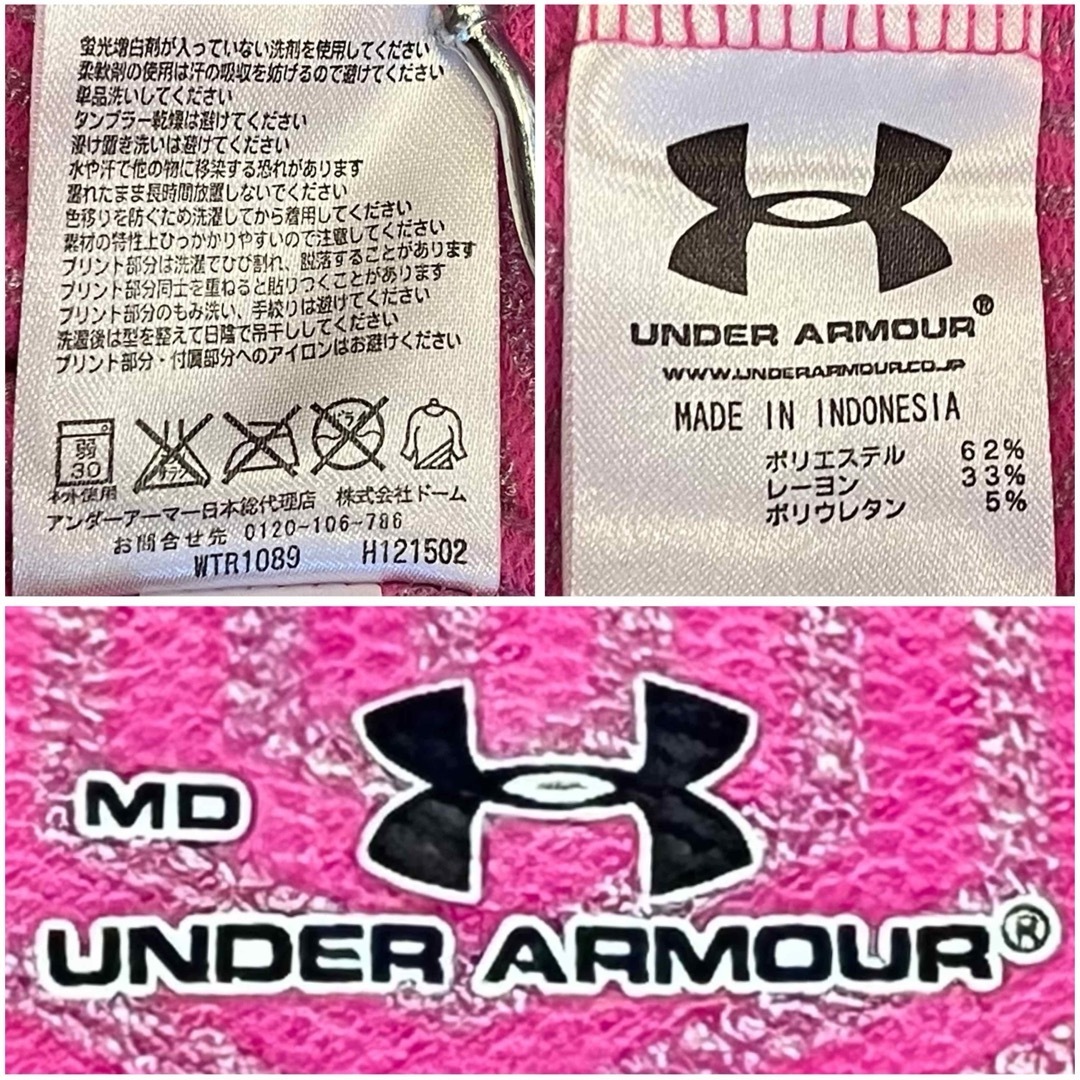 蛍光増白剤が入っていない洗剤を使用してください
柔軟剤の使用は汗の吸収を妨げるので避けてください
単品洗いしてください
タンブラー乾燥は避けてください
漬け置き洗いは避けてください
水や汗で他の物に移染する恐れがあります
濡れたまま長時間放置しないでください
色移りを防ぐため洗濯してから着用してください
素材の特性上ひっかかりやすいので注意してください
プリント部分は洗濯でひび割れ、脱落することがあります
プリント部分同士を重ねると貼りつくことがあります
プリント部分のもみ洗い、手絞りは避けてください
洗濯後は型を整えて日陰で吊干ししてください
プリント部分・付属部分へのアイロンはお避けください
弱
30
ネット使用
エンソ
サラシ
ドライ
アンダーアーマー日本総代理店 株式会社ドーム
お問合せ先 0120-106-786
WTR1089 H121502
UNDER ARMOUR®
WWW.UNDERARMOUR.CO.JP
MADE IN INDONESIA
ポリエステル 62%
レーヨン 33%
ポリウレタン 5%
MD
UNDER ARMOUR®